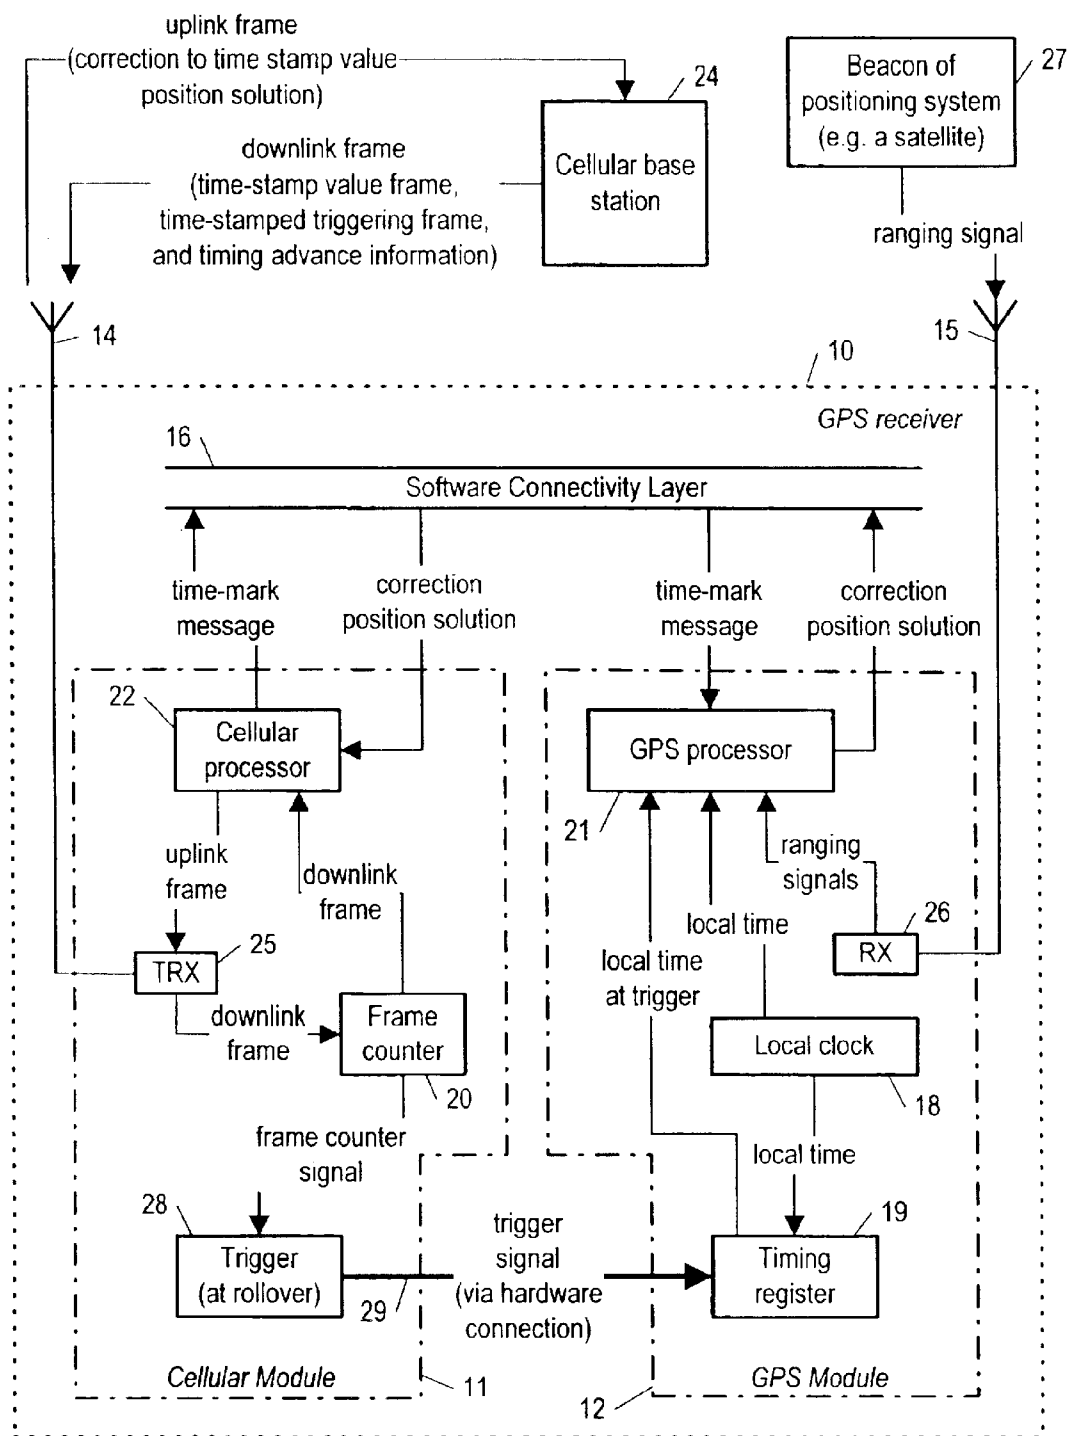 uplink frame
(correction to time stamp value
position solution)
24
27
Beacon of
positioning system
(e.g. a satellite)
downlink frame
(time-stamp value frame,
time-stamped triggering frame,
and timing advance information)
Cellular base
station
ranging signal
14
15
10
GPS receiver
16
Software Connectivity Layer
time-mark
message
correction
position solution
time-mark
message
correction
position solution
22
Cellular
processor
GPS processor
21
uplink
frame
downlink
frame
ranging
signals
local time
26
RX
25
TRX
local time
at trigger
downlink
frame
Frame
counter
20
Local clock
18
frame counter
signal
local time
28
Trigger
(at rollover)
29
trigger
signal
(via hardware
connection)
19
Timing
register
Cellular Module
11
12
GPS Module